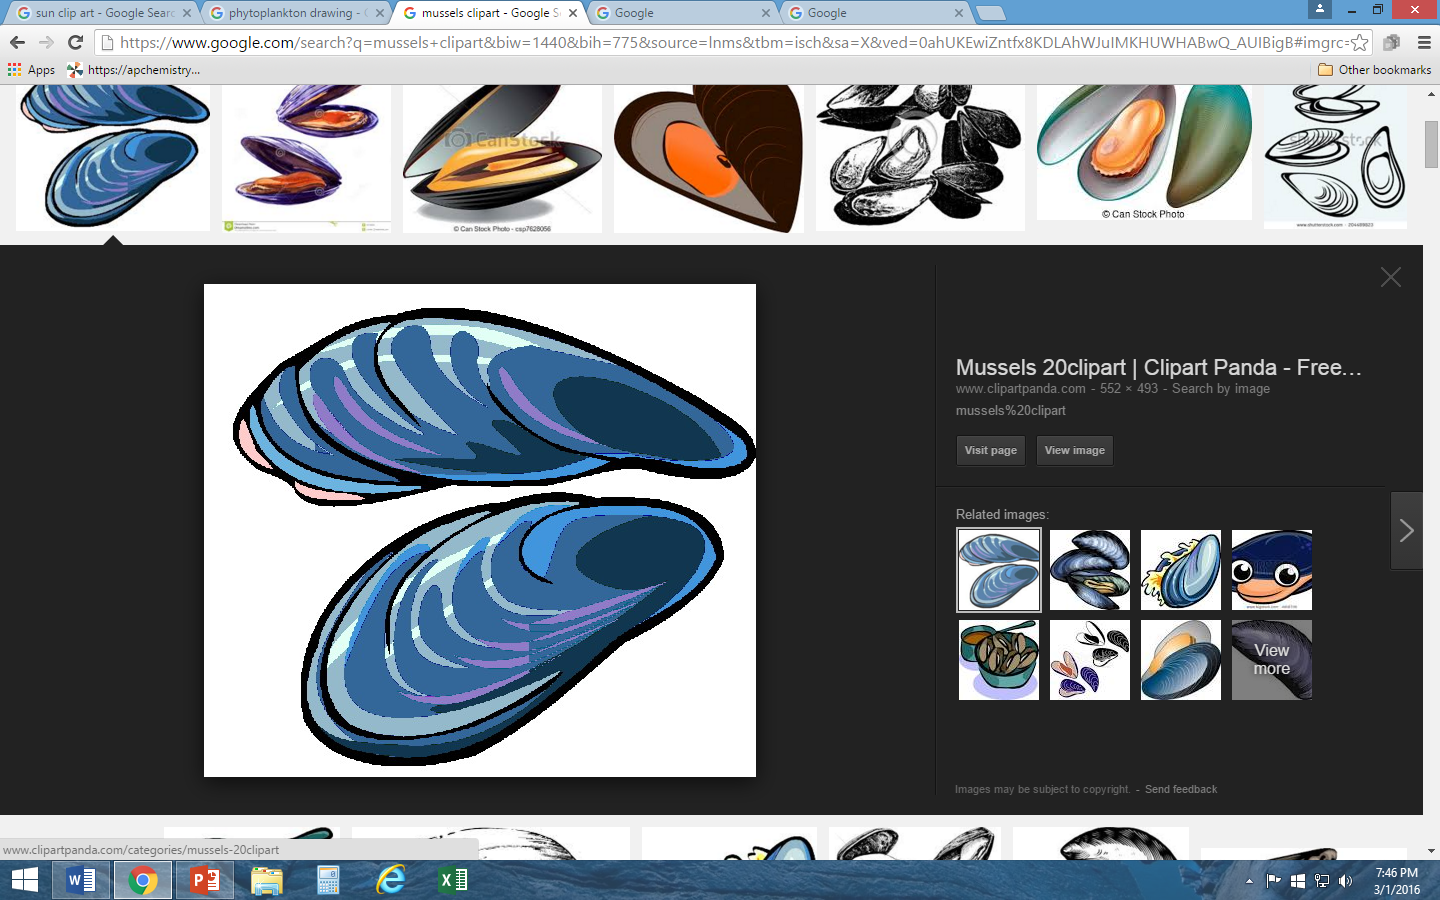 sun clip art - Google Searc
phytoplankton drawing - G
mussels clipart - Google Se
Google
Google
https://www.google.com/search?q=mussels+clipart&biw=1440&bih=775&source=lnms&tbm=isch&sa=X&ved=0ahUKEwiZntfx8KDLAhWJuIMKHUWHABwQ_AUIBigB#imgrc=
Apps
https://apchemistry...
Other bookmarks
CanStock
© Can Stock Photo - csp7628056
© Can Stock Photo
Mussels 20clipart | Clipart Panda - Free…
www.clipartpanda.com - 552 × 493 - Search by image
mussels%20clipart
Visit page
View image
Related images:
View
more
Images may be subject to copyright. - Send feedback
www.clipartpanda.com/categories/mussels-20clipart
7:46 PM
3/1/2016